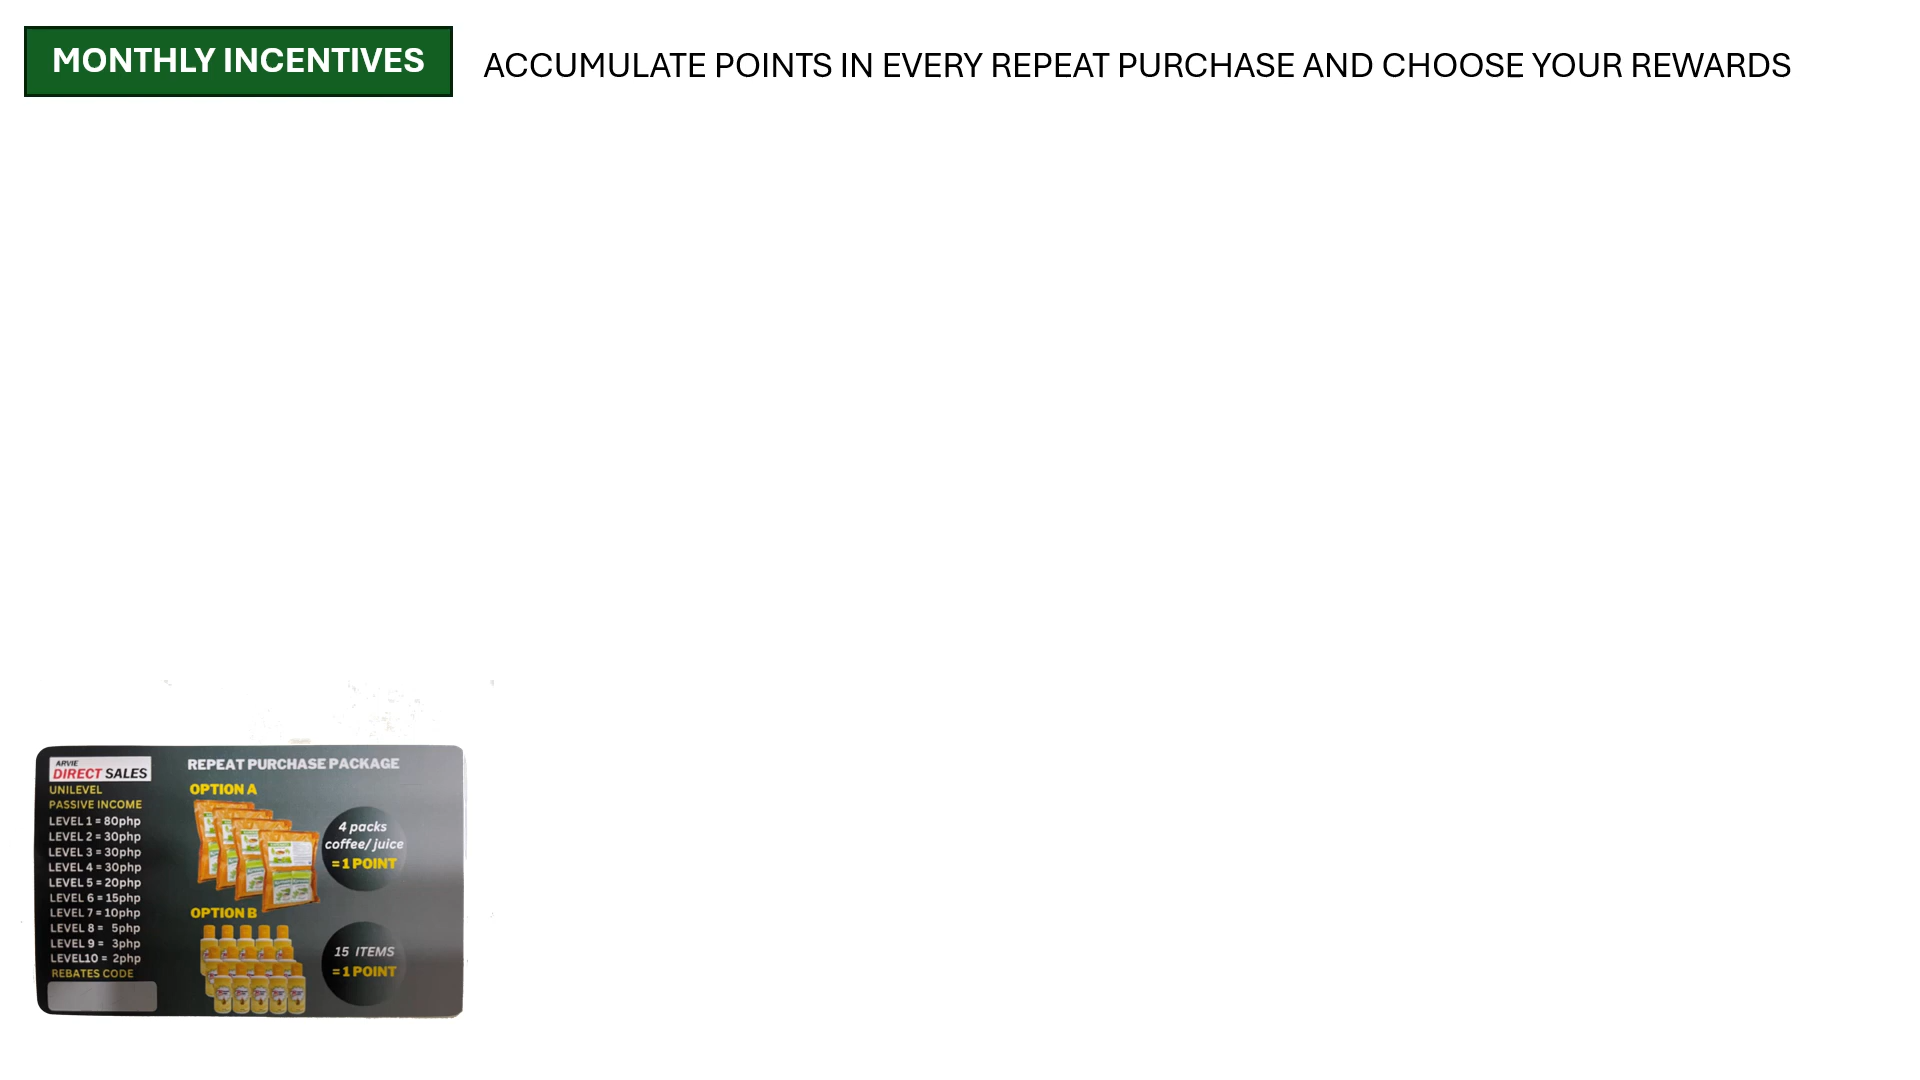 MONTHLY INCENTIVES
ACCUMULATE POINTS IN EVERY REPEAT PURCHASE AND CHOOSE YOUR REWARDS
ARVIE
DIRECT SALES
UNILEVEL
PASSIVE INCOME
LEVEL 1 = 80php
LEVEL 2 = 30php
LEVEL 3 = 30php
LEVEL 4 = 30php
LEVEL 5 = 20php
LEVEL 6 = 15php
LEVEL 7 = 10php
LEVEL 8 = 5php
LEVEL 9 = 3php
LEVEL10 = 2php
REBATES CODE
REPEAT PURCHASE PACKAGE
OPTION A
4 packs
coffee/ juice
= 1 POINT
OPTION B
15 ITEMS
= 1 POINT